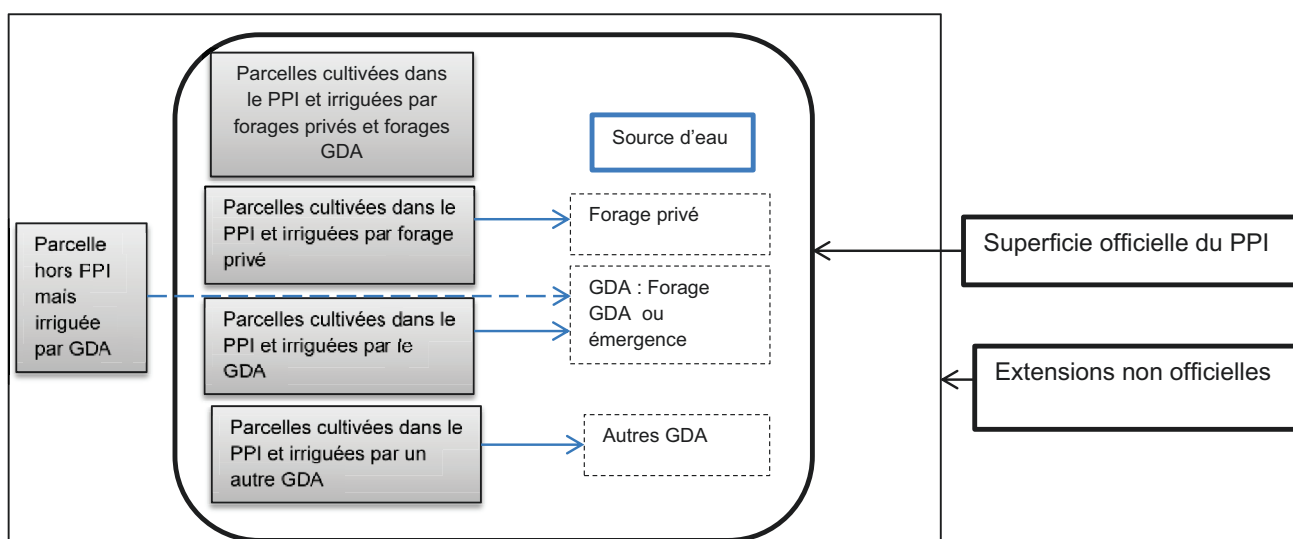 Parcelles cultivées dans
le PPI et irriguées par
forages privés et forages
GDA
Source d'eau
Parcelles cultivées dans le
PPI et irriguées par forage
privé
Forage privé
Parcelle
hors PPI
mais
irriguée
par GDA
Superficie officielle du PPI
GDA : Forage
GDA ou
émergence
Parcelles cultivées dans le
PPI et irriguées par le
GDA
Extensions non officielles
Parcelles cultivées dans le
PPI et irriguées par un
autre GDA
Autres GDA